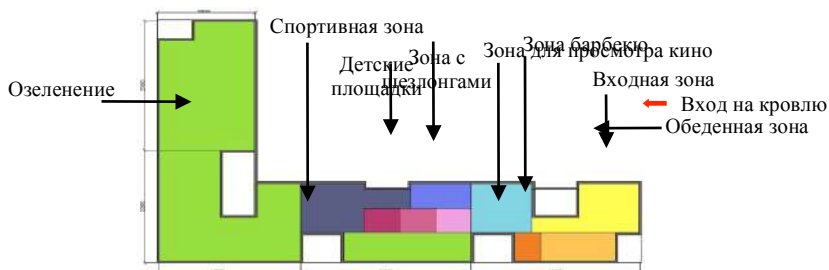 Спортивная зона
Озеленение
Детские
площадки
Зона с
шезлонгами
Зона для просмотра кино
Зона барбекю
Входная зона
Вход на кровлю
Обеденная зона